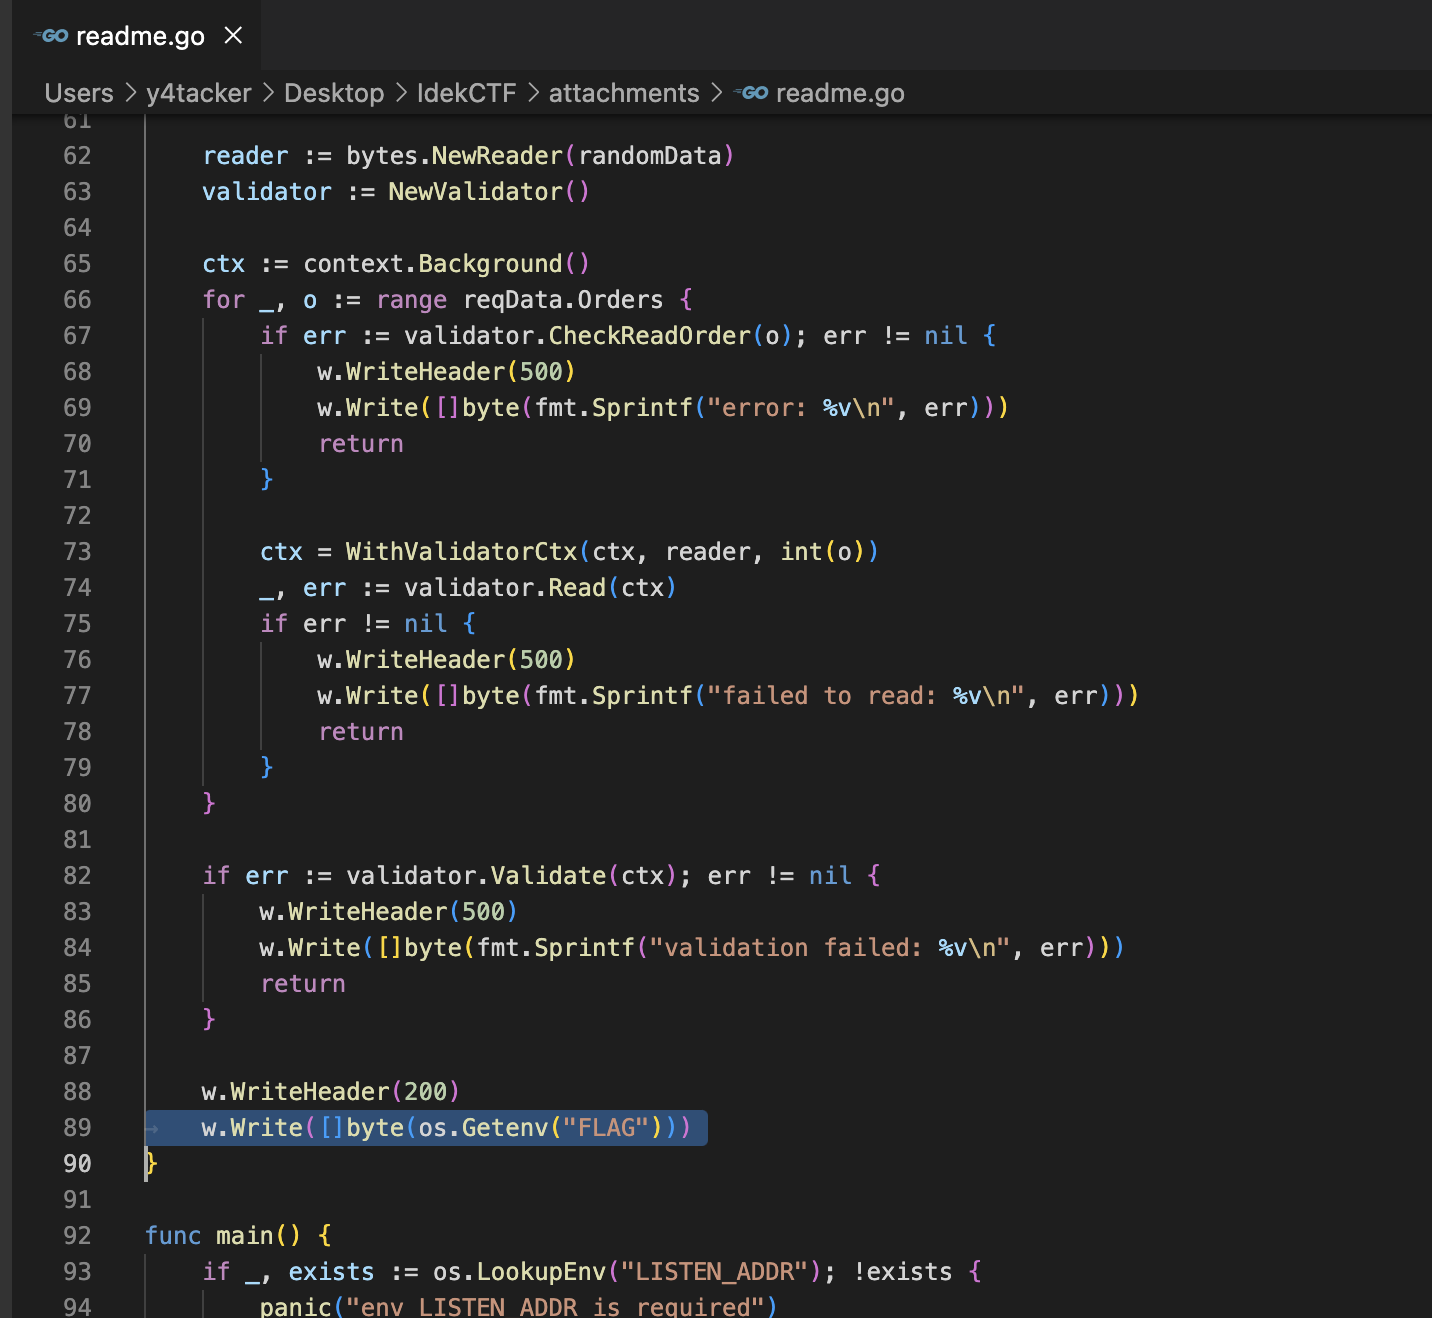 GO readme.go ×
Users > y4tacker > Desktop > IdekCTF > attachments > GO readme.go
61
62 reader := bytes.NewReader(randomData)
63 validator := NewValidator()
64
65 ctx := context.Background()
66 for _, o := range reqData.Orders {
67 if err := validator.CheckReadOrder(o); err != nil {
68 w.WriteHeader(500)
69 w.Write([]byte(fmt.Sprintf("error: %v\n", err)))
70 return
71 }
72
73 ctx = WithValidatorCtx(ctx, reader, int(o))
74 _, err := validator.Read(ctx)
75 if err != nil {
76 w.WriteHeader(500)
77 w.Write([]byte(fmt.Sprintf("failed to read: %v\n", err)))
78 return
79 }
80 }
81
82 if err := validator.Validate(ctx); err != nil {
83 w.WriteHeader(500)
84 w.Write([]byte(fmt.Sprintf("validation failed: %v\n", err)))
85 return
86 }
87
88 w.WriteHeader(200)
89 w.Write([]byte(os.Getenv("FLAG")))
90 }
91
92 func main() {
93 if _, exists := os.LookupEnv("LISTEN_ADDR"); !exists {
94 panic("env LISTEN_ADDR is required")